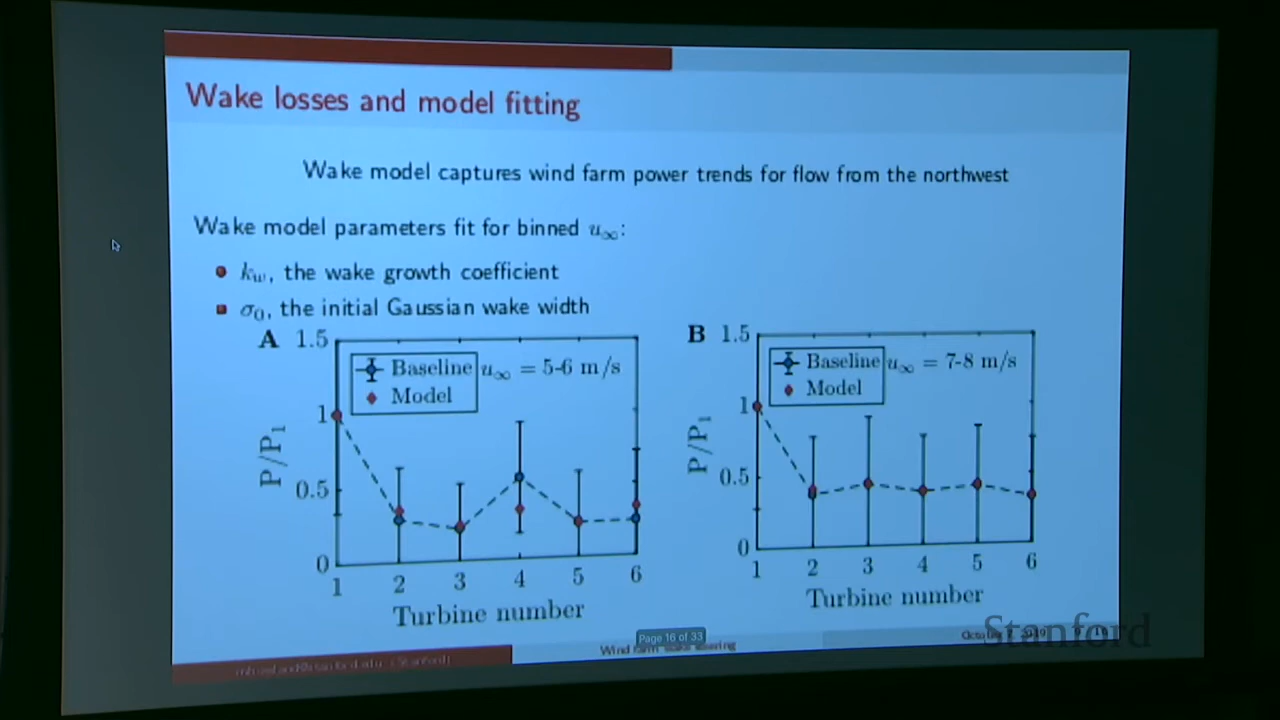 Wake losses and model fitting
Wake model captures wind farm power trends for flow from the northwest
Wake model parameters fit for binned u∞:
kw, the wake growth coefficient
σ0, the initial Gaussian wake width
A
1.5
1
0.5
0
P/P1
Baseline
Model
u∞ = 5-6 m/s
1 2 3 4 5 6
Turbine number
B
1.5
1
0.5
0
P/P1
Baseline
Model
u∞ = 7-8 m/s
1 2 3 4 5 6
Turbine number
Page 16 of 33
Wind farm wake steering
Stanford